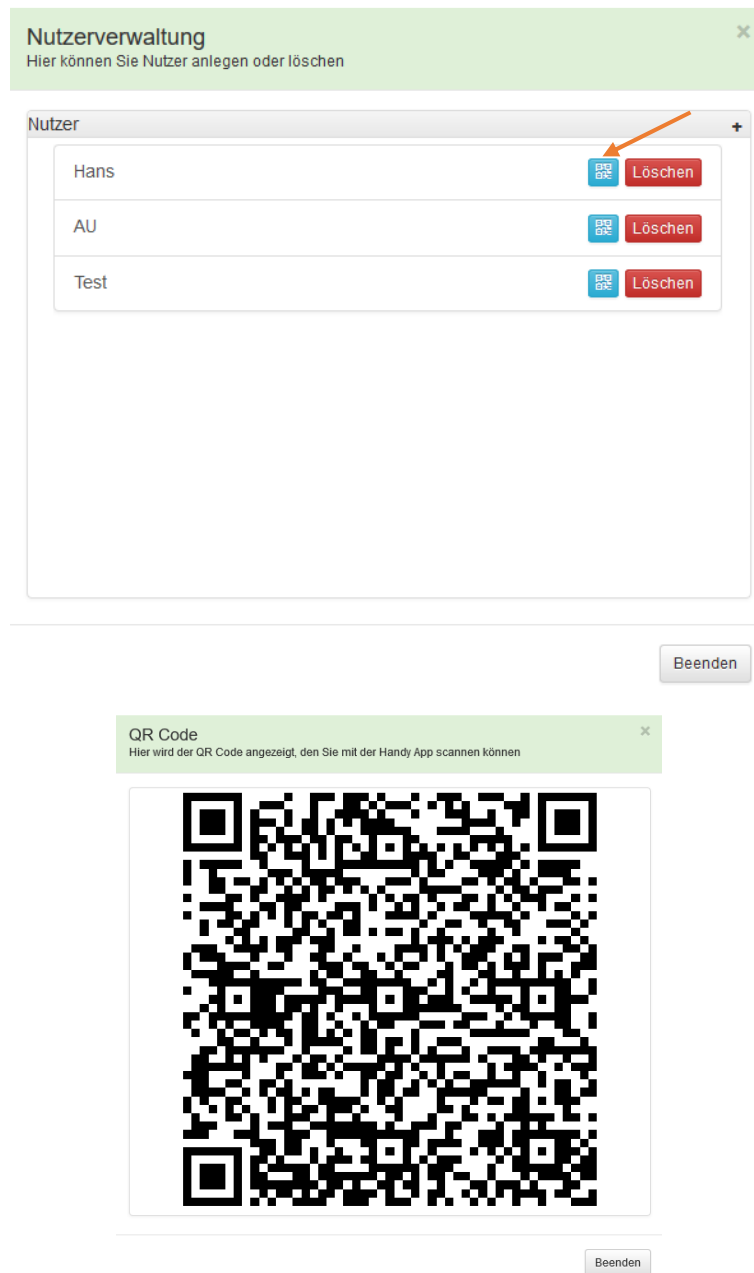 Nutzerverwaltung
×
Hier können Sie Nutzer anlegen oder löschen
Nutzer
+
Hans
Löschen
AU
Löschen
Test
Löschen
Beenden
QR Code
×
Hier wird der QR Code angezeigt, den Sie mit der Handy App scannen können
Beenden